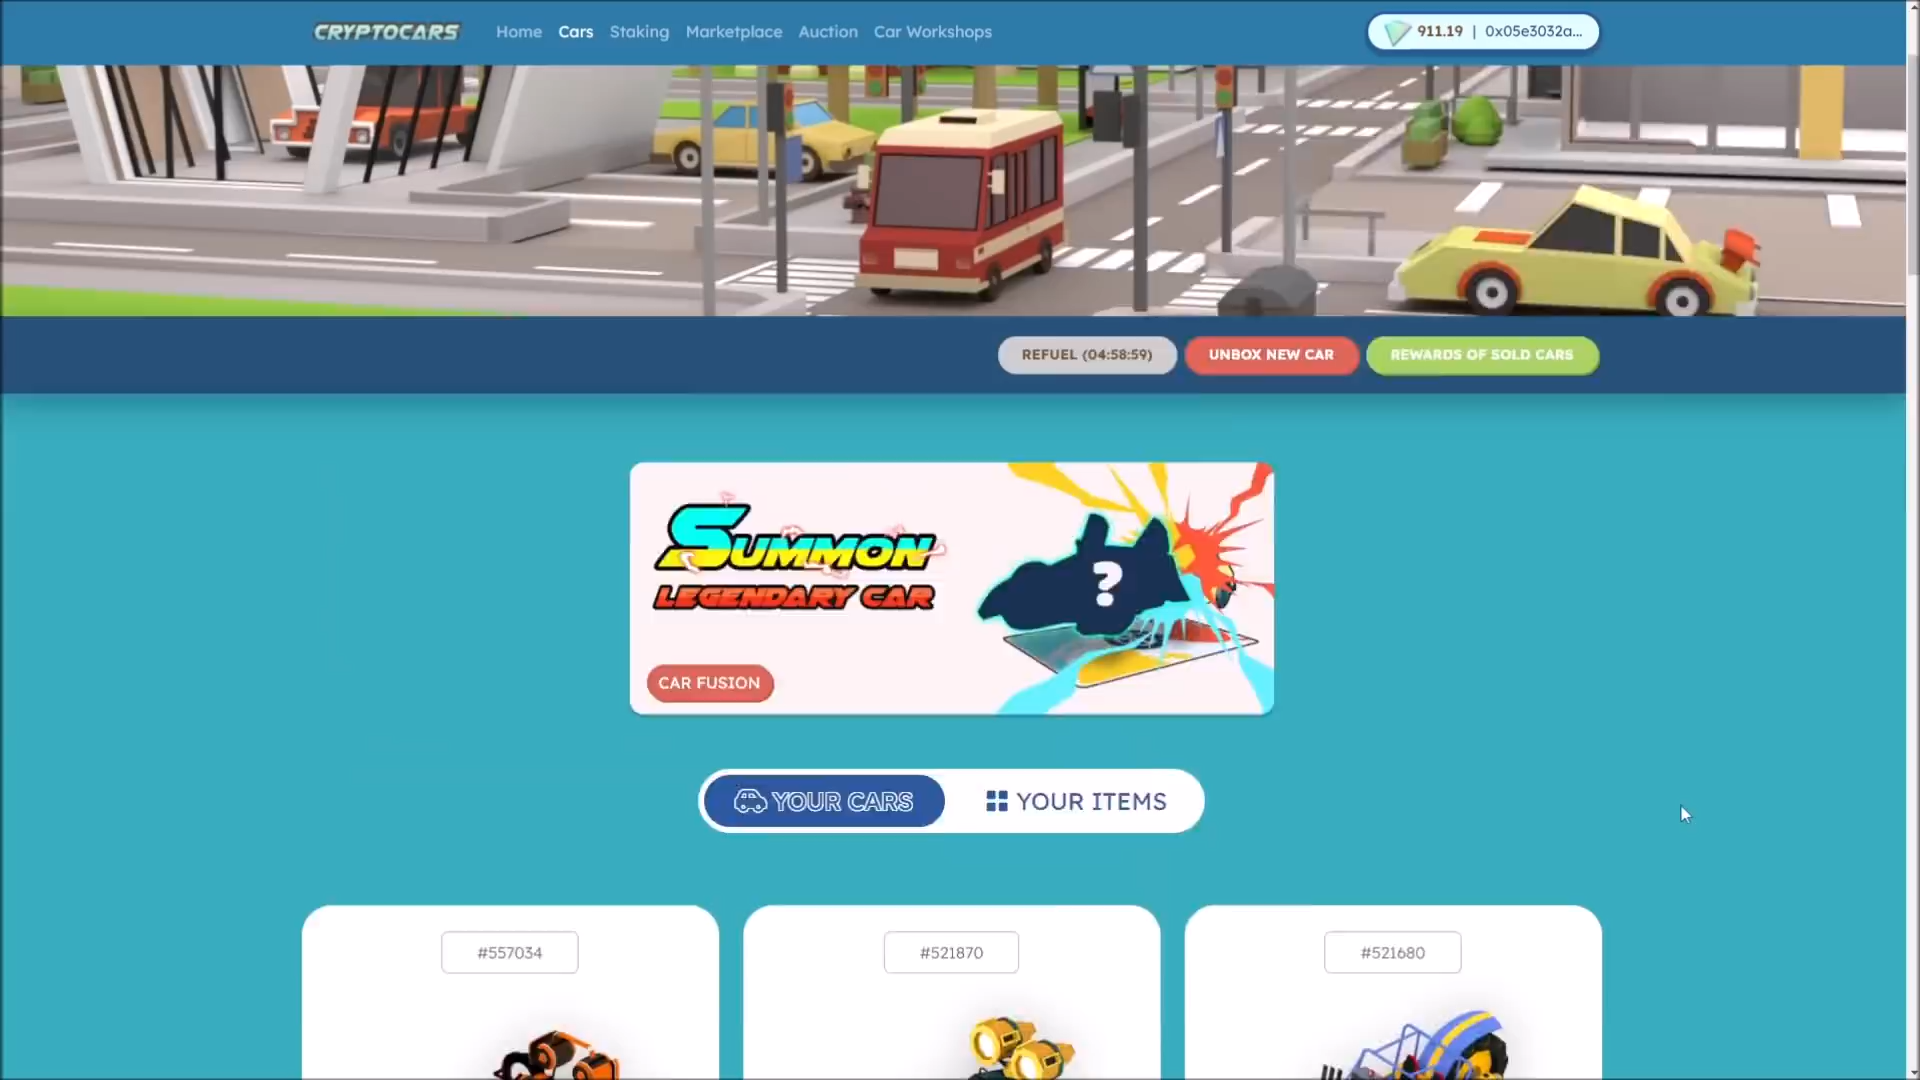 CRYPTOCARS
Home
Cars
Staking
Marketplace
Auction
Car Workshops
911.19 | 0x05e3032a...
REFUEL (04:58:59)
UNBOX NEW CAR
REWARDS OF SOLD CARS
SUMMON
LEGENDARY CAR
?
CAR FUSION
YOUR CARS
YOUR ITEMS
#557034
#521870
#521680